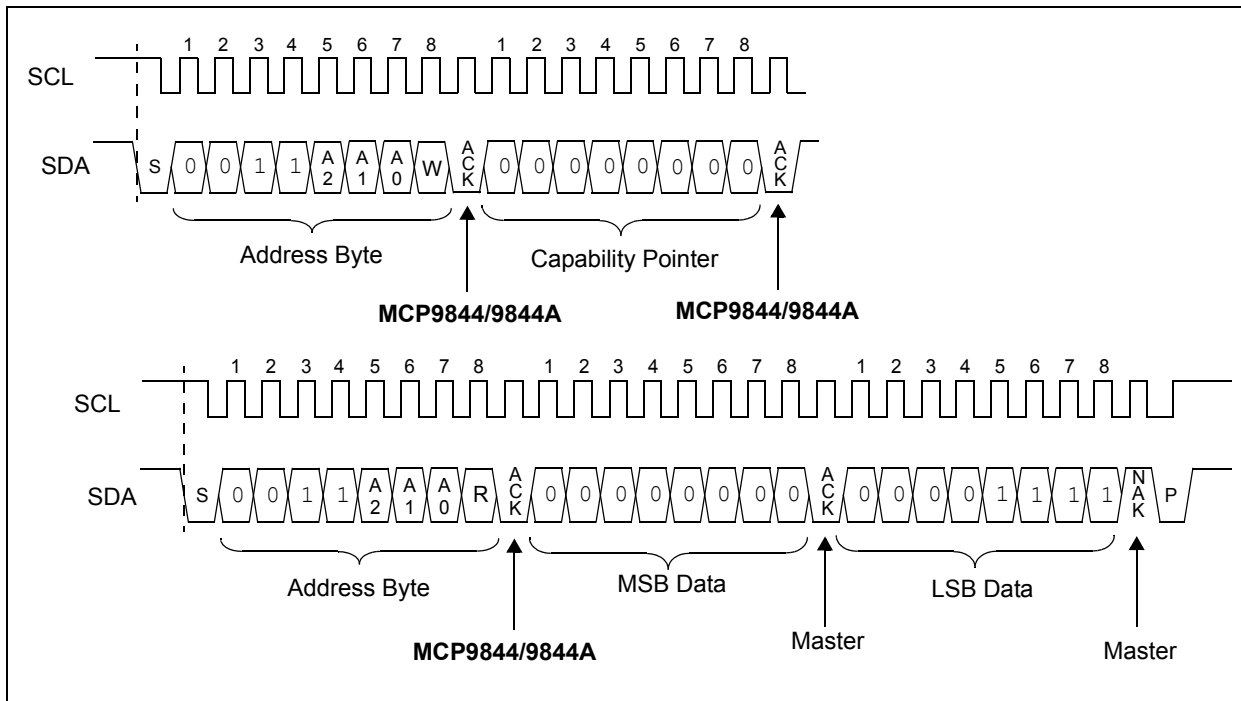 1 2 3 4 5 6 7 8 1 2 3 4 5 6 7 8
SCL
SDA S 0 0 1 1 A2 A1 A0 W ACK 0 0 0 0 0 0 0 0 ACK
Address Byte Capability Pointer
MCP9844/9844A MCP9844/9844A
1 2 3 4 5 6 7 8 1 2 3 4 5 6 7 8 1 2 3 4 5 6 7 8
SCL
SDA S 0 0 1 1 A2 A1 A0 R ACK 0 0 0 0 0 0 0 0 ACK 0 0 0 0 1 1 1 1 NAK P
Address Byte MSB Data LSB Data
MCP9844/9844A Master Master